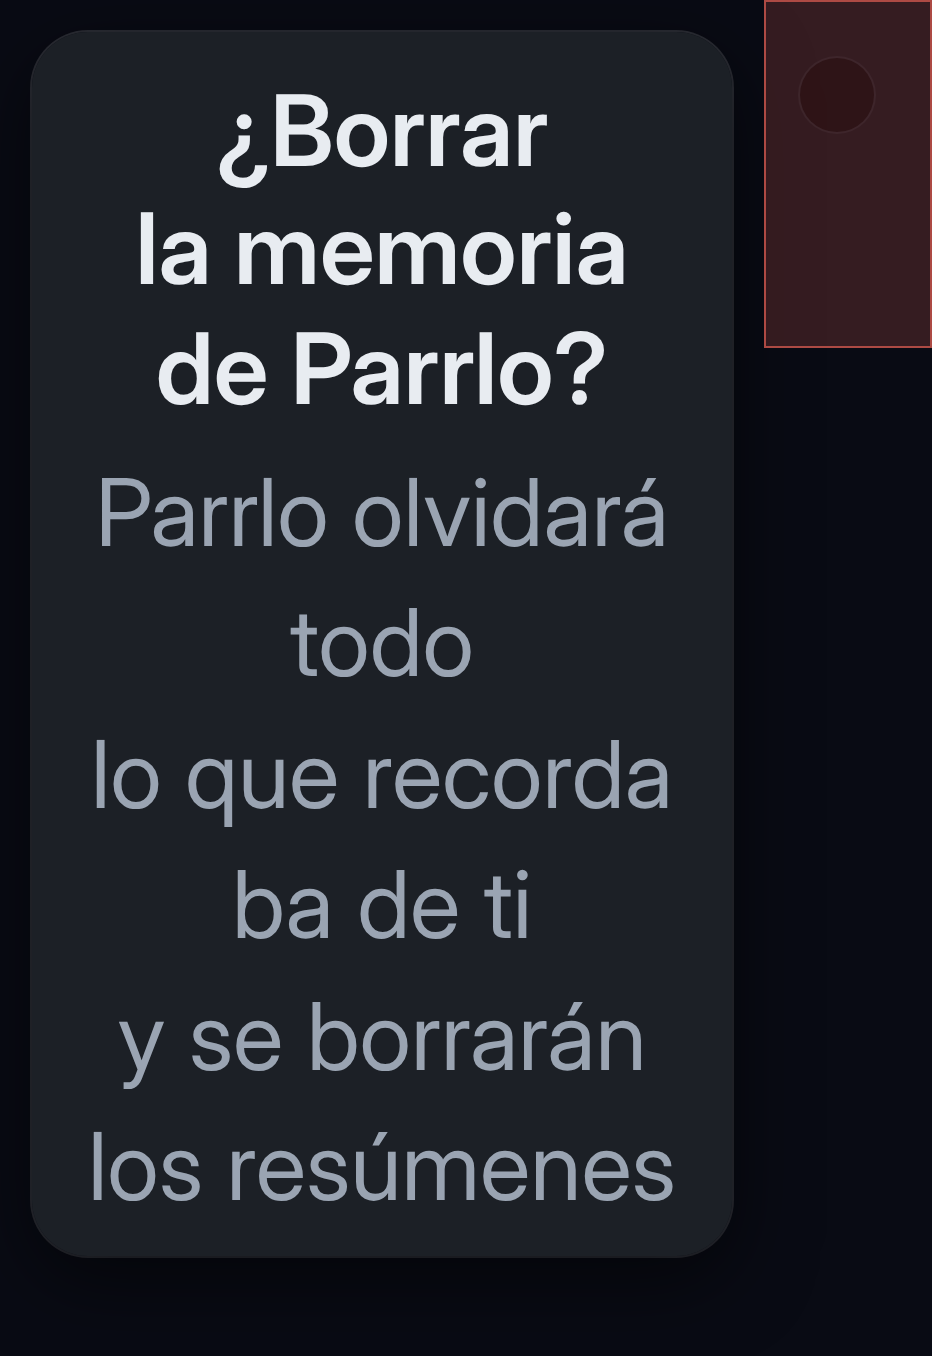 ¿Borrar
la memoria
de Parrlo?
Parrlo olvidará
todo
lo que recorda
ba de ti
y se borrarán
los resúmenes